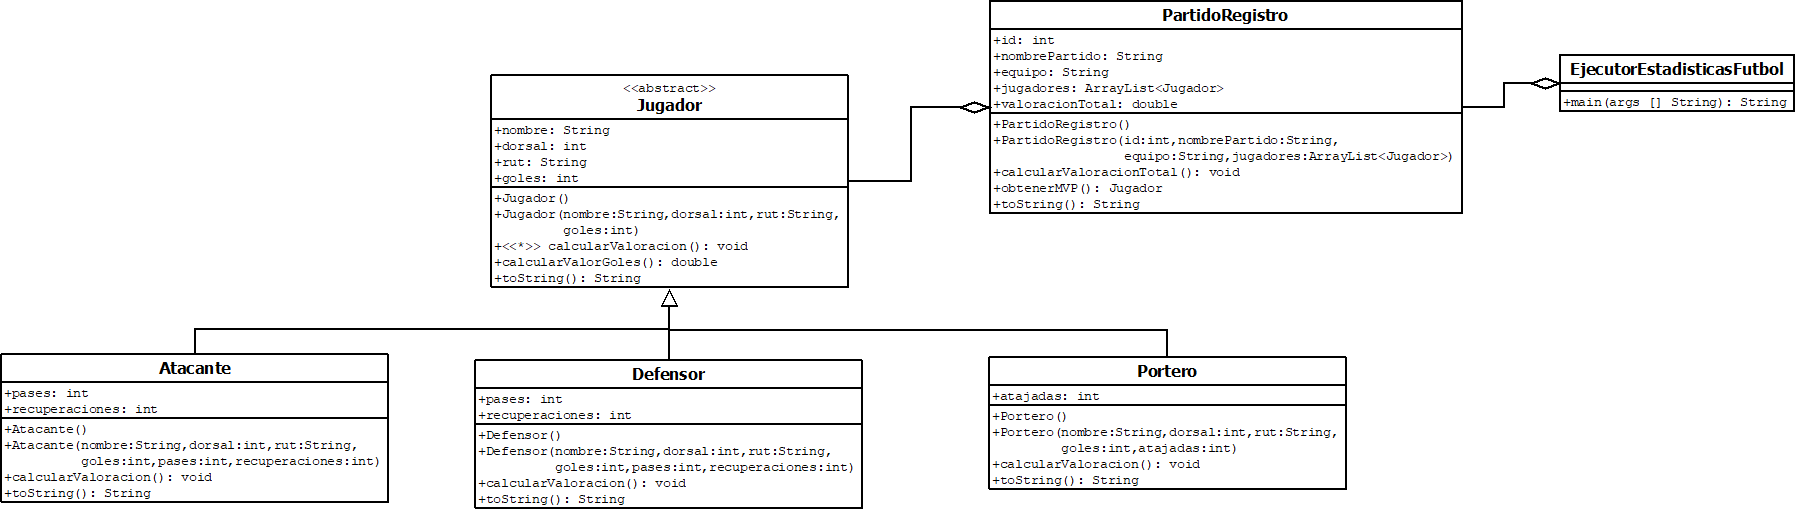 PartidoRegistro
+id: int
+nombrePartido: String
+equipo: String
+jugadores: ArrayList<Jugador>
+valoracionTotal: double
+PartidoRegistro()
+PartidoRegistro(id:int,nombrePartido:String,
equipo:String,jugadores:ArrayList<Jugador>)
+calcularValoracionTotal(): void
+obtenerMVP(): Jugador
+toString(): String
EjecutorEstadisticasFutbol
+main(args [] String): String
<<abstract>>
Jugador
+nombre: String
+dorsal: int
+rut: String
+goles: int
+Jugador()
+Jugador(nombre:String,dorsal:int,rut:String,
goles:int)
+<<*>> calcularValoracion(): void
+calcularValorGoles(): double
+toString(): String
Atacante
+pases: int
+recuperaciones: int
+Atacante()
+Atacante(nombre:String,dorsal:int,rut:String,
goles:int,pases:int,recuperaciones:int)
+calcularValoracion(): void
+toString(): String
Defensor
+pases: int
+recuperaciones: int
+Defensor()
+Defensor(nombre:String,dorsal:int,rut:String,
goles:int,pases:int,recuperaciones:int)
+calcularValoracion(): void
+toString(): String
Portero
+atajadas: int
+Portero()
+Portero(nombre:String,dorsal:int,rut:String,
goles:int,atajadas:int)
+calcularValoracion(): void
+toString(): String